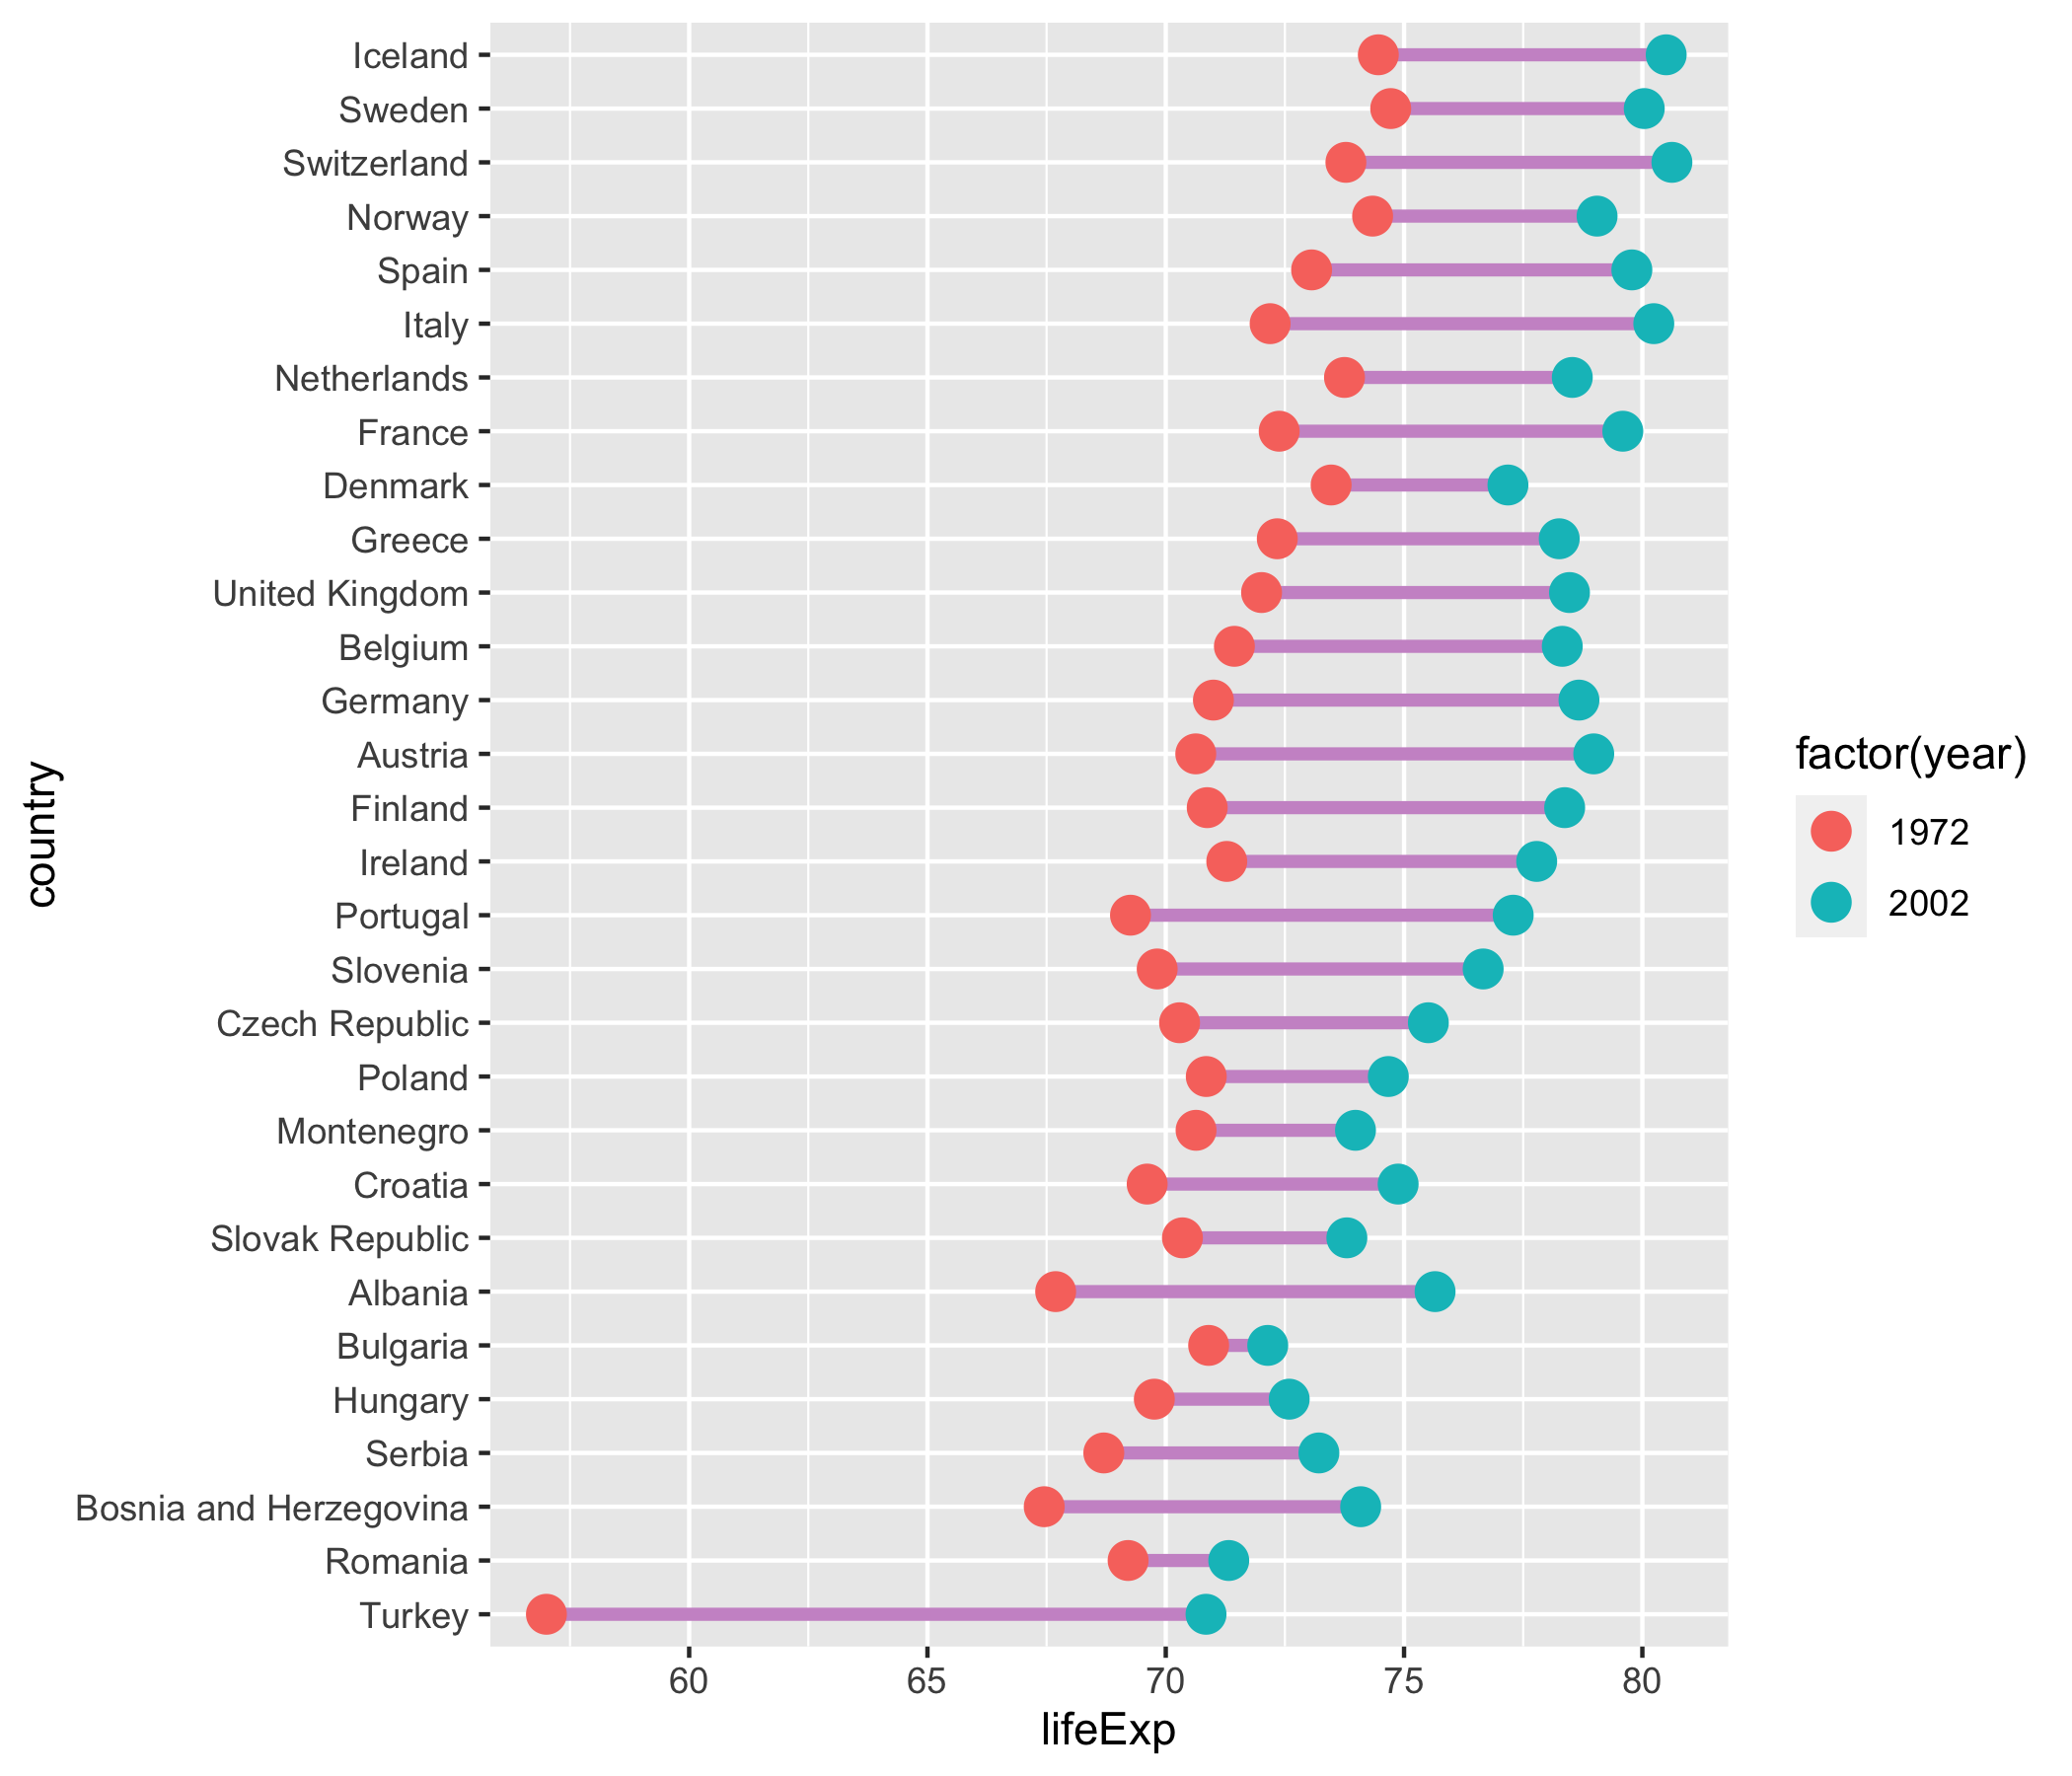 Iceland
Sweden
Switzerland
Norway
Spain
Italy
Netherlands
France
Denmark
Greece
United Kingdom
Belgium
Germany
Austria
Finland
Ireland
Portugal
Slovenia
Czech Republic
Poland
Montenegro
Croatia
Slovak Republic
Albania
Bulgaria
Hungary
Serbia
Bosnia and Herzegovina
Romania
Turkey
country
60 65 70 75 80
lifeExp
factor(year)
1972
2002